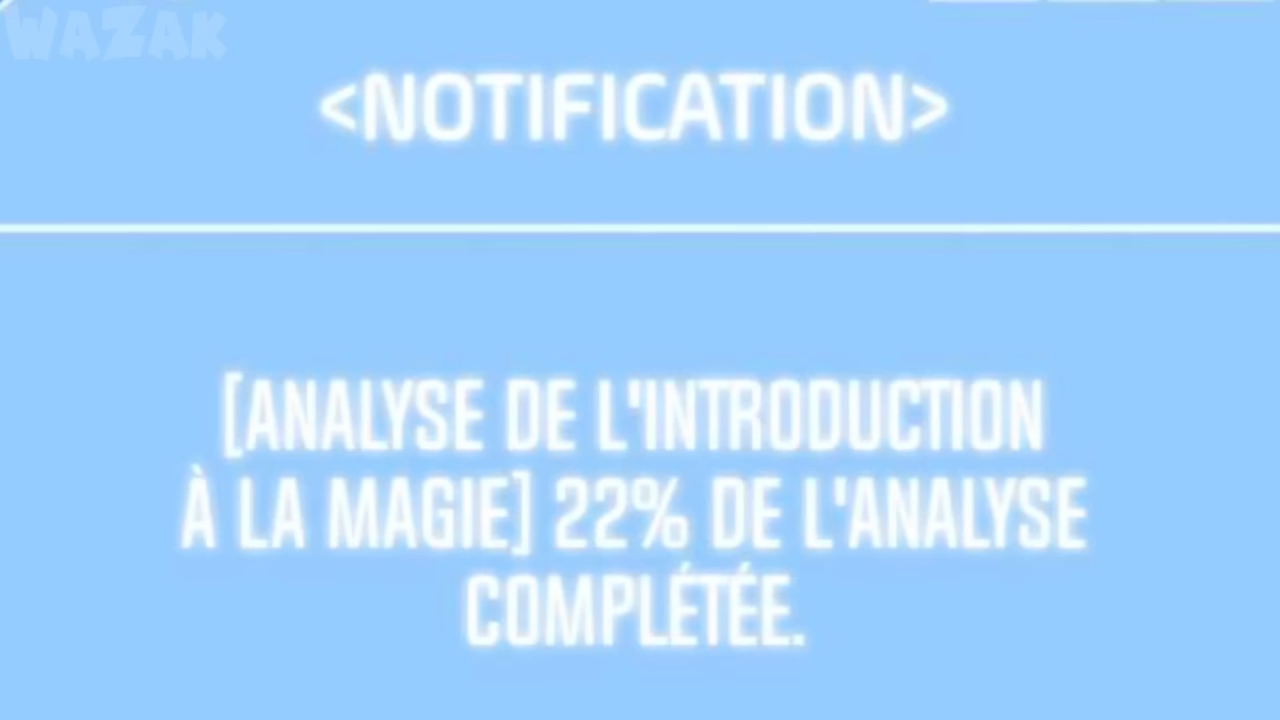 WAZAK
<NOTIFICATION>
[ANALYSE DE L'INTRODUCTION
À LA MAGIE] 22% DE L'ANALYSE
COMPLÉTÉE.